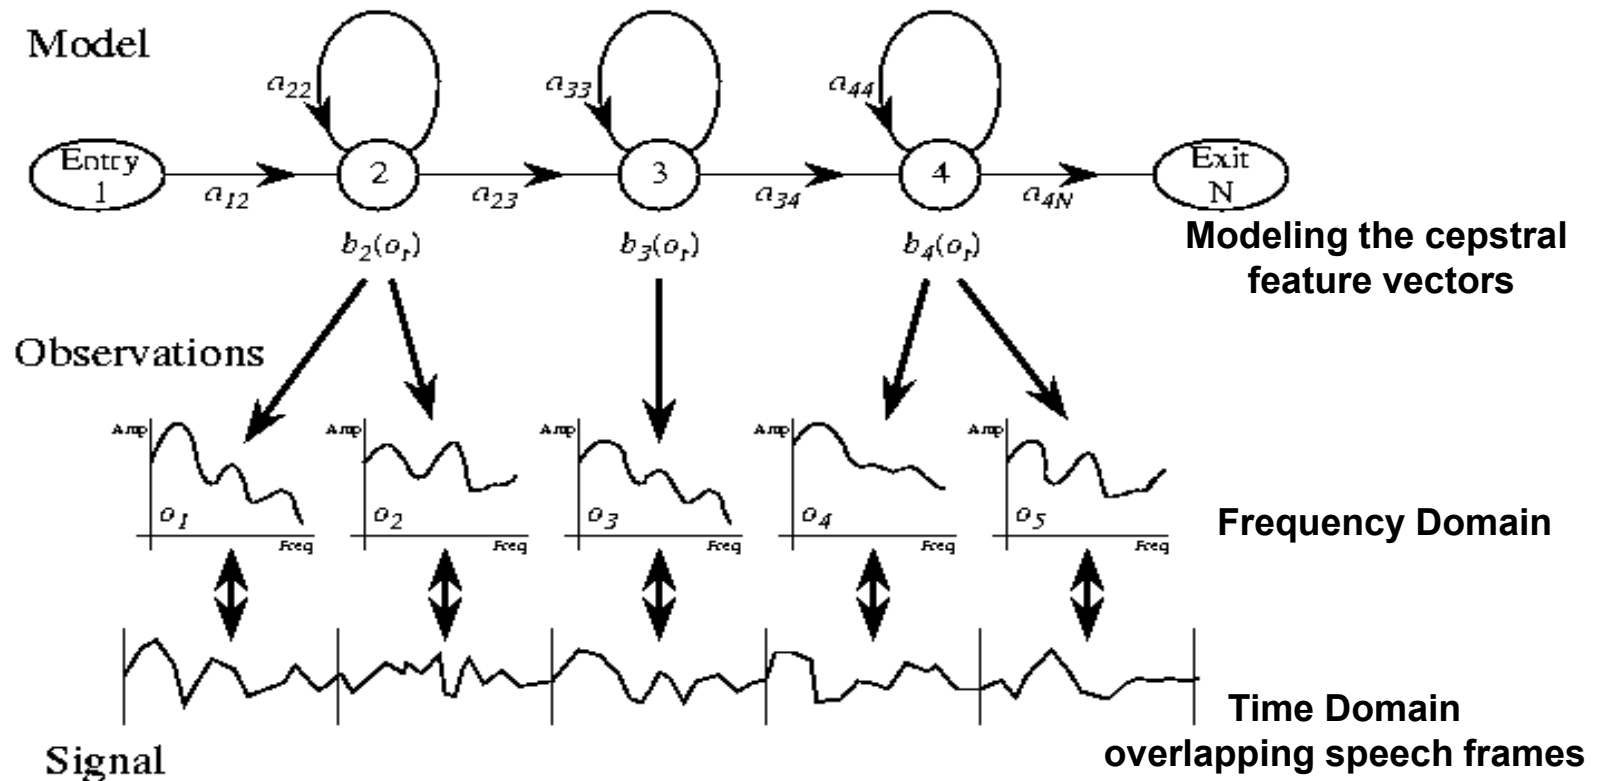 Model
a22
a33
a44
Entry
1
a12
2
a23
3
a34
4
a4N
Exit
N
b2(ot)
b3(ot)
b4(ot)
Modeling the cepstral
feature vectors
Observations
Amp
o1
Freq
Amp
o2
Freq
Amp
o3
Freq
Amp
o4
Freq
Amp
o5
Freq
Frequency Domain
Time Domain
overlapping speech frames
Signal